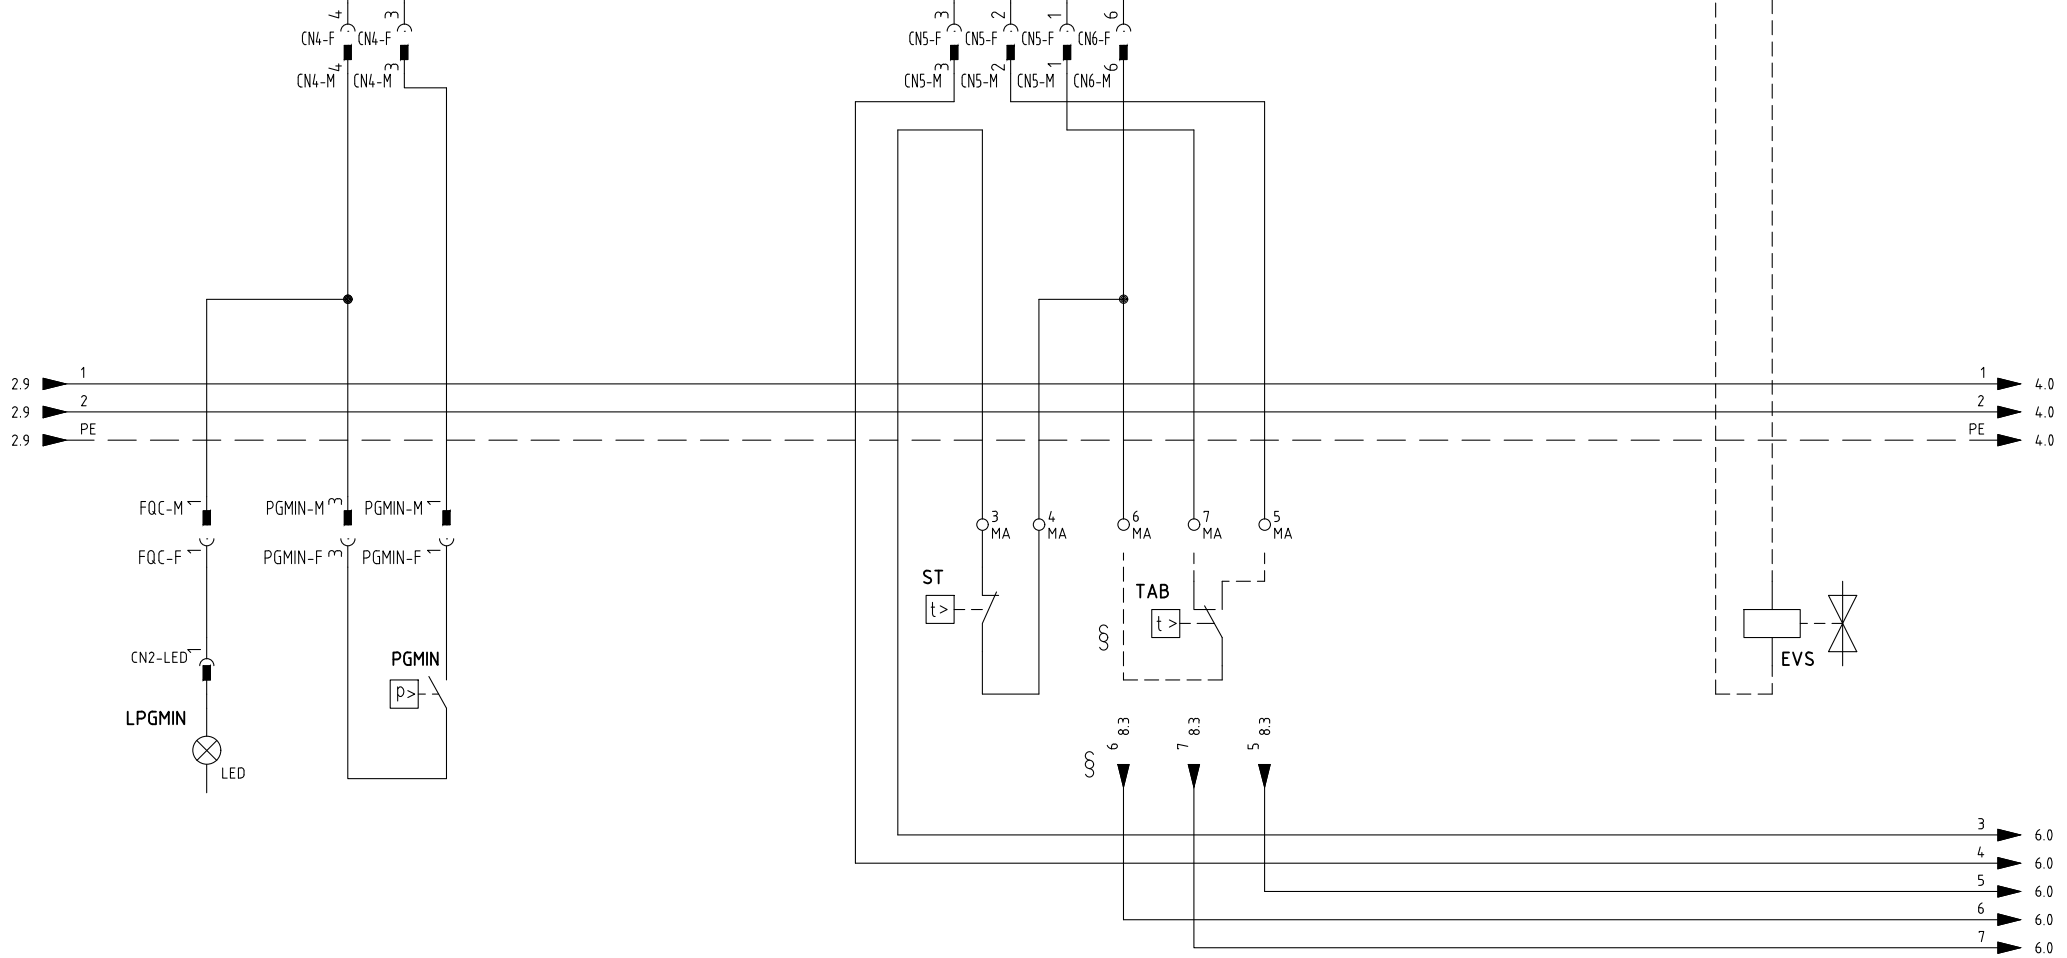 4 3 3 2 1 6
CN4-F CN4-F CN5-F CN5-F CN5-F CN6-F
4 3 3 2 1 6
CN4-M CN4-M CN5-M CN5-M CN5-M CN6-M
2.9 1 1 4.0
2.9 2 2 4.0
2.9 PE PE 4.0
FQC-M 1 PGMIN-M 3 PGMIN-M 1
3 MA 4 MA 6 MA 7 MA 5 MA
FQC-F 1 PGMIN-F 3 PGMIN-F 1
ST
t>
TAB
t >
§
CN2-LED 1
PGMIN
p>
EVS
LPGMIN
LED
8.3 8.3 8.3
§ 6 7 5
3 6.0
4 6.0
5 6.0
6 6.0
7 6.0